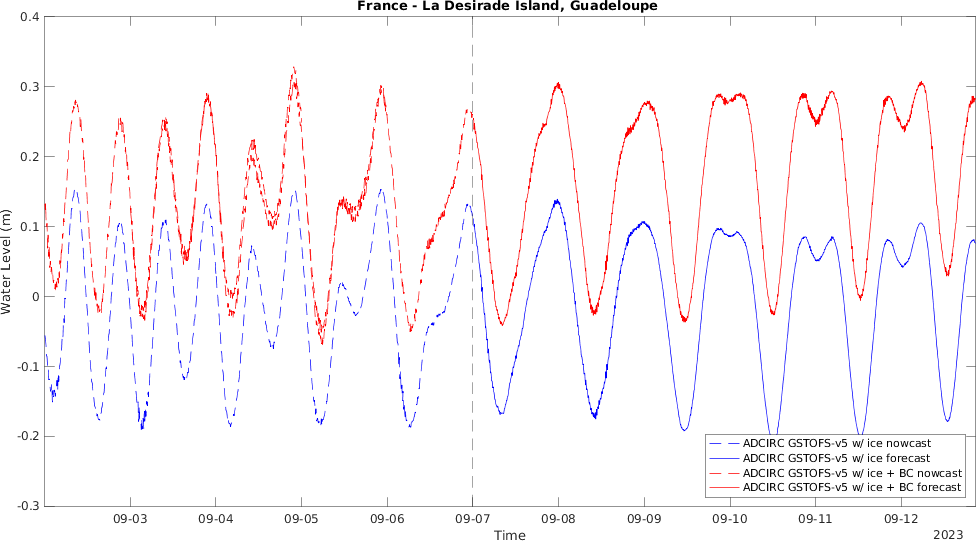 France - La Desirade Island, Guadeloupe
0.4
0.3
0.2
0.1
0
-0.1
-0.2
-0.3
Water Level (m)
ADCIRC GSTOFS-v5 w/ ice nowcast
ADCIRC GSTOFS-v5 w/ ice forecast
ADCIRC GSTOFS-v5 w/ ice + BC nowcast
ADCIRC GSTOFS-v5 w/ ice + BC forecast
09-03 09-04 09-05 09-06 09-07 09-08 09-09 09-10 09-11 09-12
Time
2023